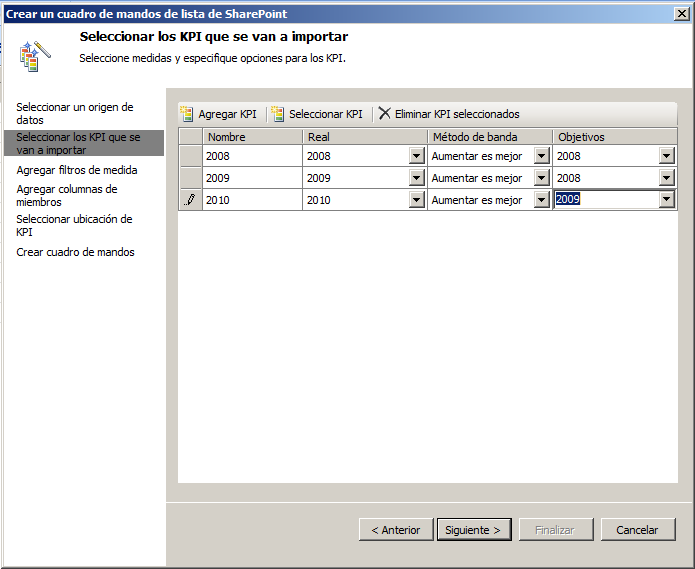 Crear un cuadro de mandos de lista de SharePoint
Seleccionar los KPI que se van a importar
Seleccione medidas y especifique opciones para los KPI.
Seleccionar un origen de
datos
Seleccionar los KPI que se
van a importar
Agregar filtros de medida
Agregar columnas de
miembros
Seleccionar ubicación de
KPI
Crear cuadro de mandos
Agregar KPI Seleccionar KPI Eliminar KPI seleccionados
Nombre Real Método de banda Objetivos
2008 2008 Aumentar es mejor 2008
2009 2009 Aumentar es mejor 2008
2010 2010 Aumentar es mejor 2009
< Anterior Siguiente > Finalizar Cancelar